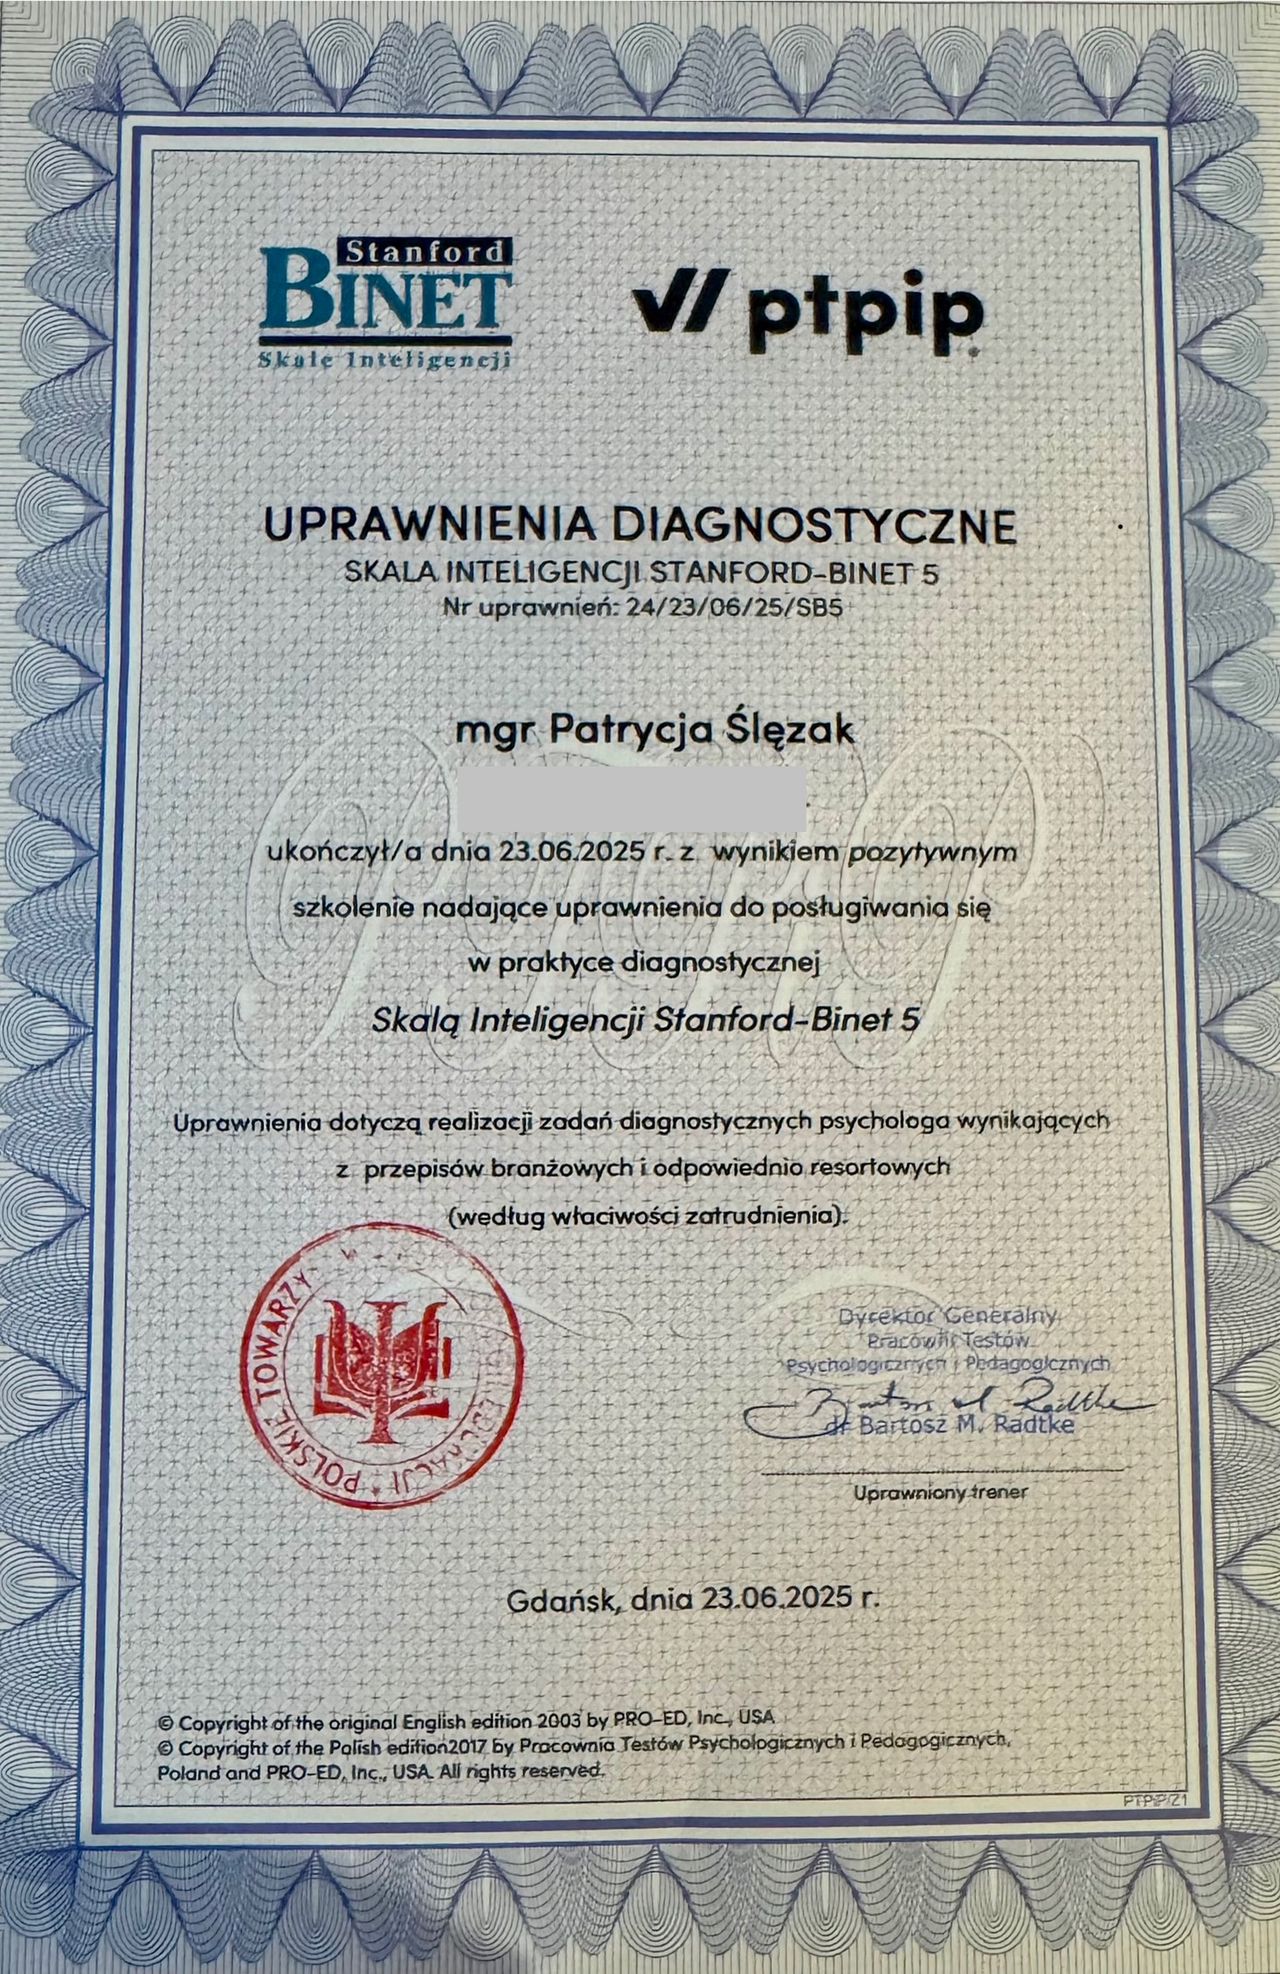 Stanford
BINET
Skale Inteligencji
ptpip
UPRAWNIENIA DIAGNOSTYCZNE
SKALA INTELIGENCJI STANFORD-BINET 5
Nr uprawnień: 24/23/06/25/SB5
mgr Patrycja Ślęzak
ukończył/a dnia 23.06.2025 r. z wynikiem pozytywnym
szkolenie nadające uprawnienia do posługiwania się
w praktyce diagnostycznej
Skalą Inteligencji Stanford-Binet 5
Uprawnienia dotyczą realizacji zadań diagnostycznych psychologa wynikających
z przepisów branżowych i odpowiednio resortowych
(według właciwości zatrudnienia).
POLSKIE TOWARZY
EDUKACJI
Dyrektor Generalny
Pracowni Testów
Psychologicznych i Pedagogicznych
Bartosz M. Radtke
dr Bartosz M. Radtke
Uprawniony trener
Gdańsk, dnia 23.06.2025 r.
© Copyright of the original English edition 2003 by PRO-ED, Inc., USA
© Copyright of the Polish edition2017 by Pracownia Testów Psychologicznych i Pedagogicznych,
Poland and PRO-ED, Inc., USA. All rights reserved.
PTPiP/21